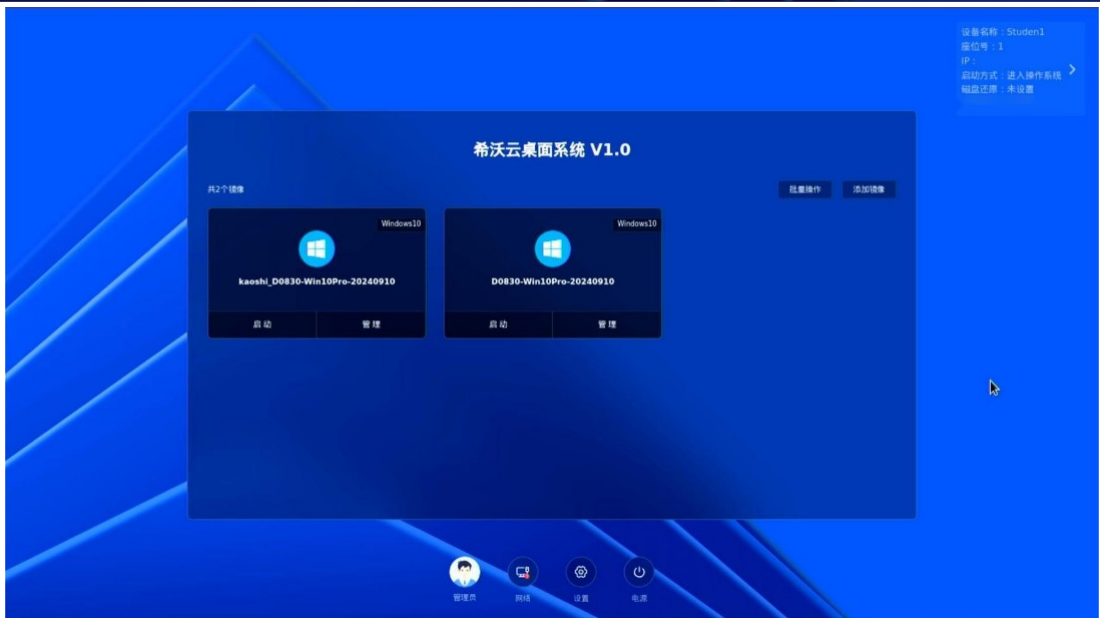 设备名称：Studen1
座位号：1
IP：
启动方式：进入操作系统
磁盘还原：未设置
希沃云桌面系统 V1.0
共2个镜像
批量操作 添加镜像
Windows10
kaoshi_D0830-Win10Pro-20240910
启动 管理
Windows10
D0830-Win10Pro-20240910
启动 管理
管理员 网络 设置 电源